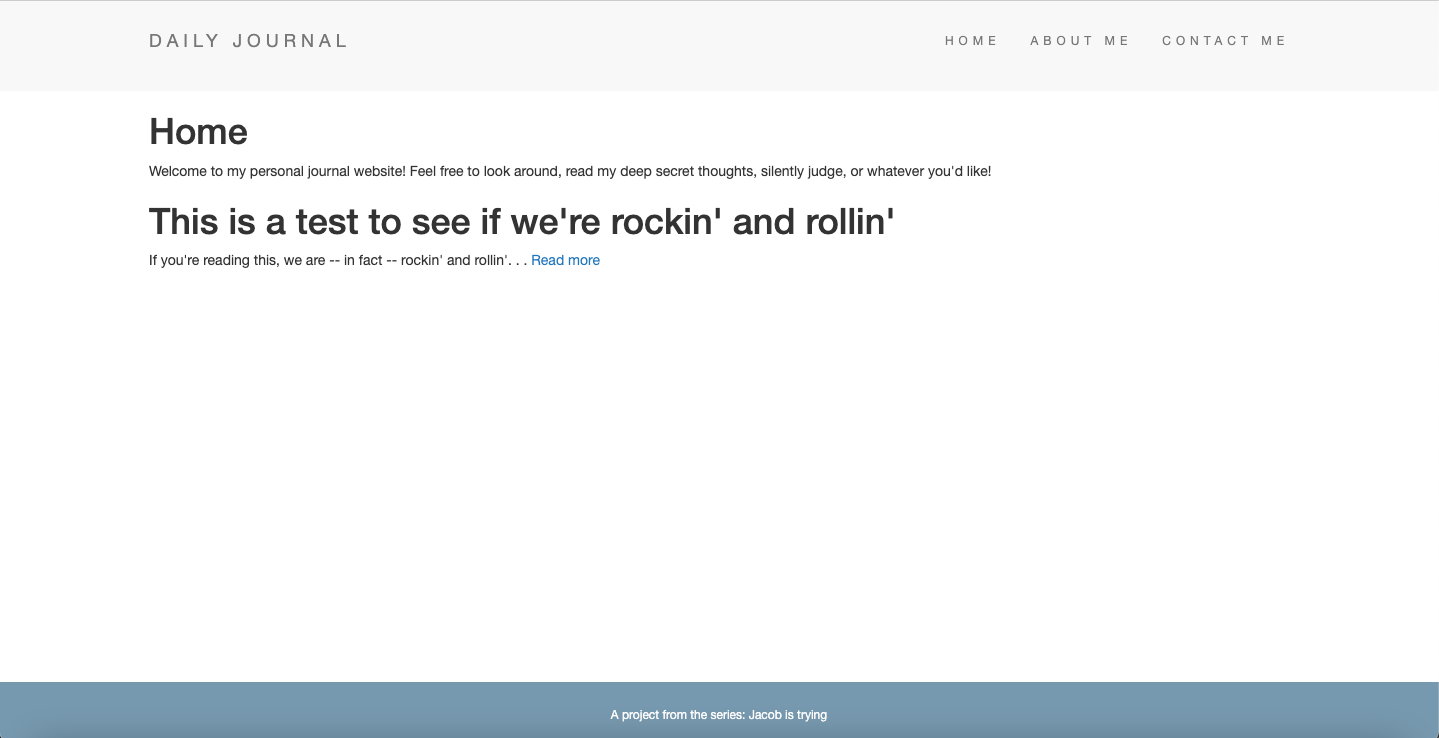 DAILY JOURNAL
HOME ABOUT ME CONTACT ME
Home
Welcome to my personal journal website! Feel free to look around, read my deep secret thoughts, silently judge, or whatever you'd like!
This is a test to see if we're rockin' and rollin'
If you're reading this, we are -- in fact -- rockin' and rollin'. . . Read more
A project from the series: Jacob is trying